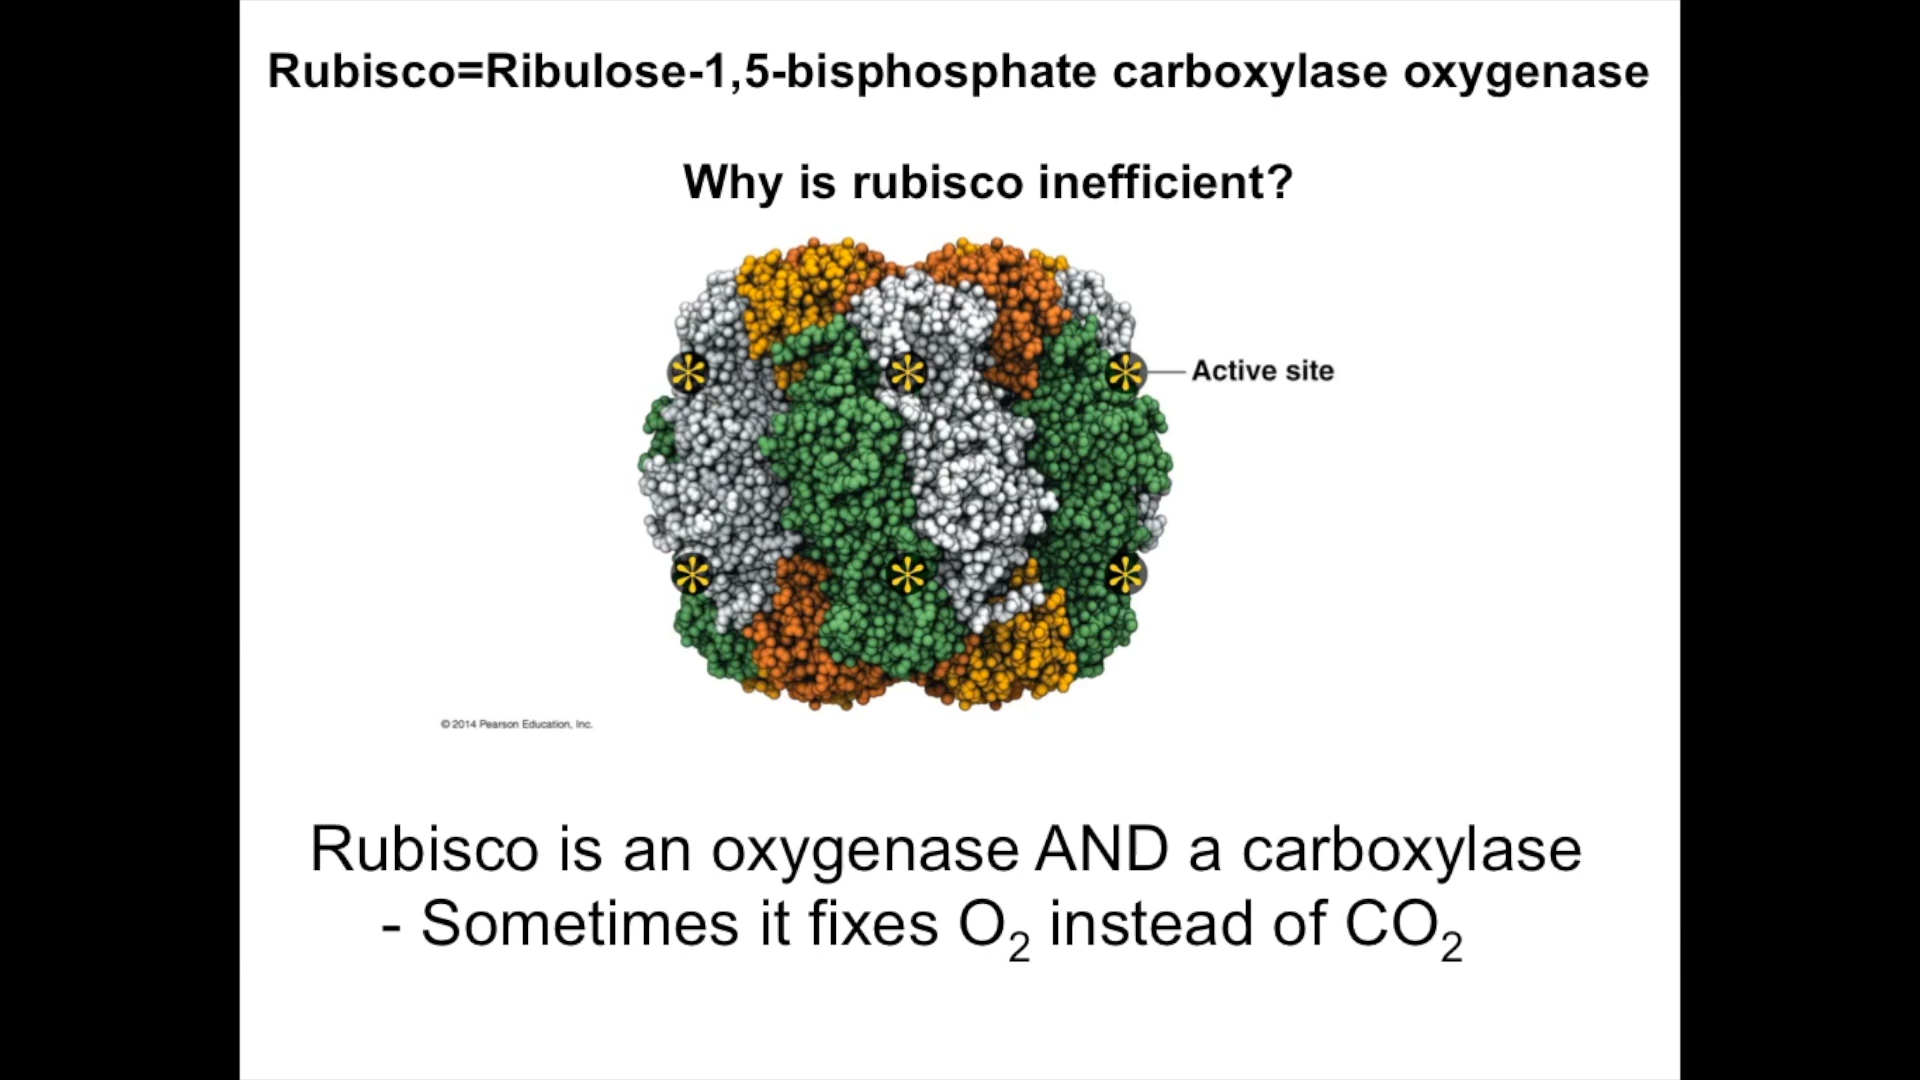 Rubisco=Ribulose-1,5-bisphosphate carboxylase oxygenase
Why is rubisco inefficient?
Active site
© 2014 Pearson Education, Inc.
Rubisco is an oxygenase AND a carboxylase
- Sometimes it fixes O₂ instead of CO₂